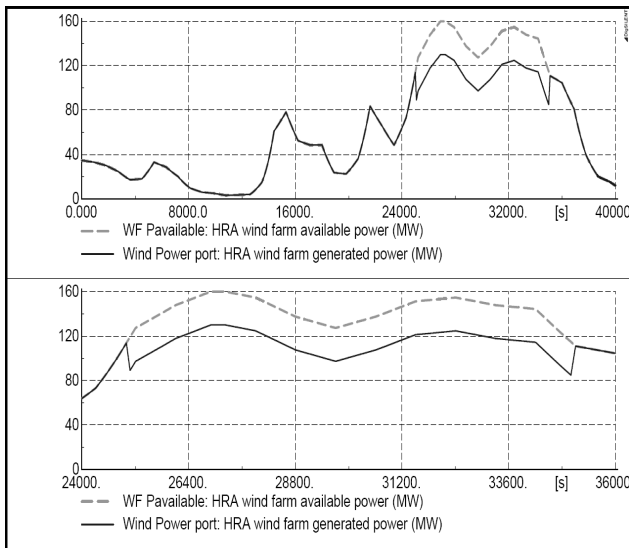 160
120
80
40
0
0.000 8000.0 16000. 24000. 32000. [s] 40000
WF Pavailable: HRA wind farm available power (MW)
Wind Power port: HRA wind farm generated power (MW)
DIgSILENT
160
120
80
40
0
24000. 26400. 28800. 31200. 33600. [s] 36000
WF Pavailable: HRA wind farm available power (MW)
Wind Power port: HRA wind farm generated power (MW)